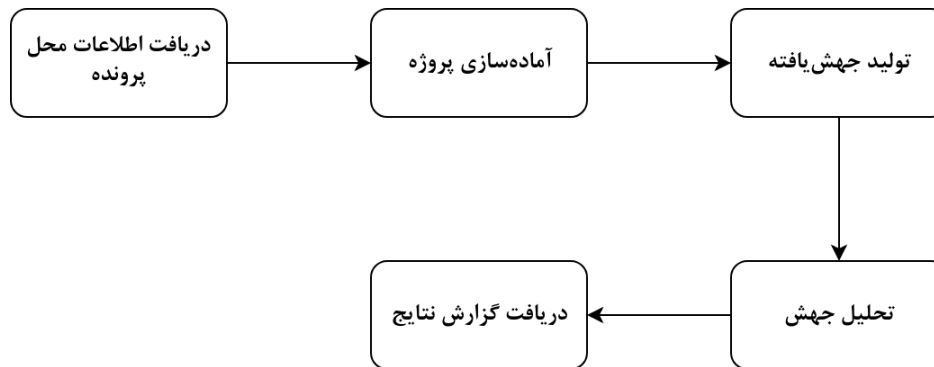 دریافت اطلاعات محل
پرونده
آماده‌سازی پروژه
تولید جهش‌یافته
تحلیل جهش
دریافت گزارش نتایج